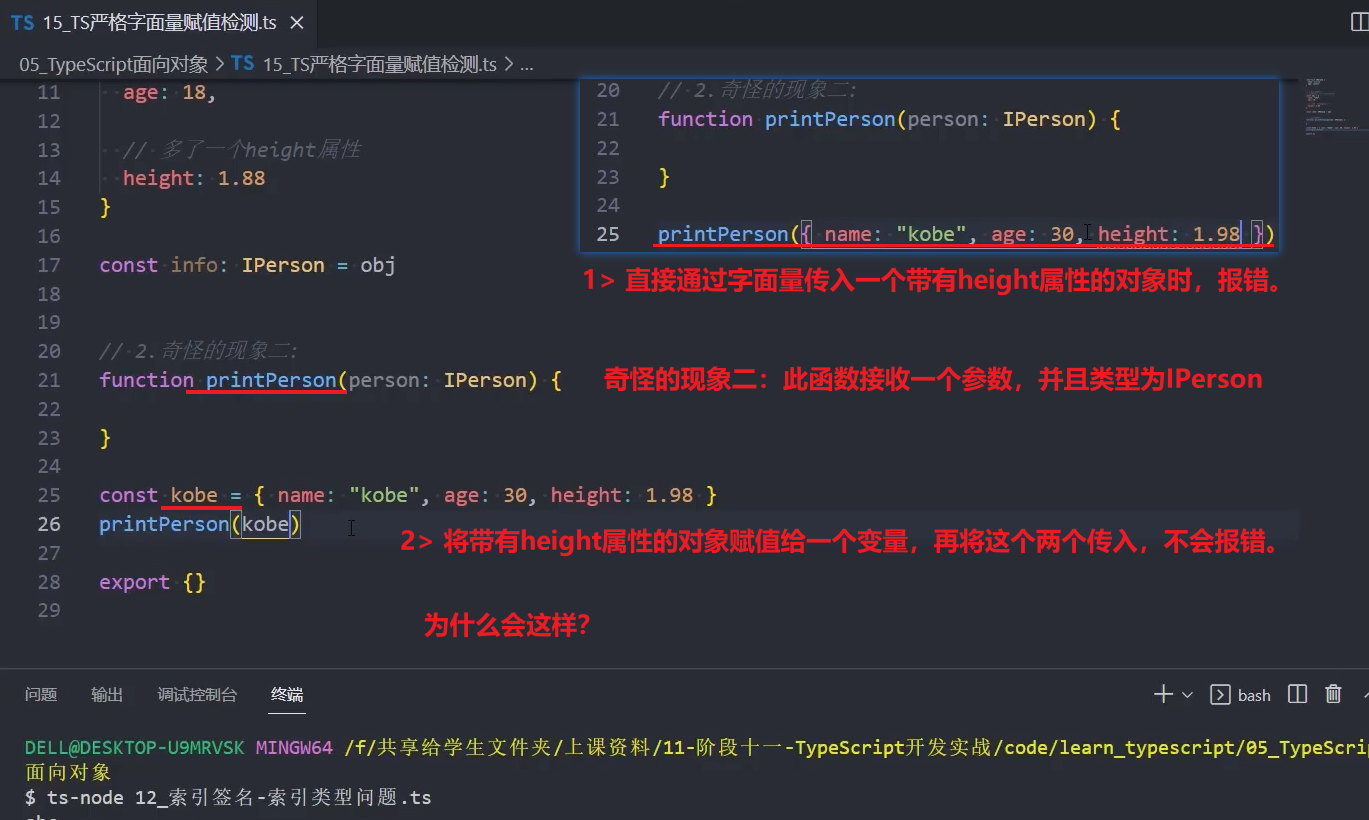 TS 15_TS严格字面量赋值检测.ts ×
05_TypeScript面向对象 > TS 15_TS严格字面量赋值检测.ts > ...
11 age: 18,
12
13 // 多了一个height属性
14 height: 1.88
15 }
16
17 const info: IPerson = obj
18
19
20 // 2.奇怪的现象二:
21 function printPerson(person: IPerson) {
22
23 }
24
25 const kobe = { name: "kobe", age: 30, height: 1.98 }
26 printPerson(kobe)
27
28 export {}
29
20 // 2.奇怪的现象二:
21 function printPerson(person: IPerson) {
22
23 }
24
25 printPerson({ name: "kobe", age: 30, height: 1.98 })
1> 直接通过字面量传入一个带有height属性的对象时，报错。
奇怪的现象二：此函数接收一个参数，并且类型为IPerson
2> 将带有height属性的对象赋值给一个变量，再将这个两个传入，不会报错。
为什么会这样?
问题 输出 调试控制台 终端 bash
DELL@DESKTOP-U9MRVSK MINGW64 /f/共享给学生文件夹/上课资料/11-阶段十一-TypeScript开发实战/code/learn_typescript/05_TypeScri
面向对象
$ ts-node 12_索引签名-索引类型问题.ts